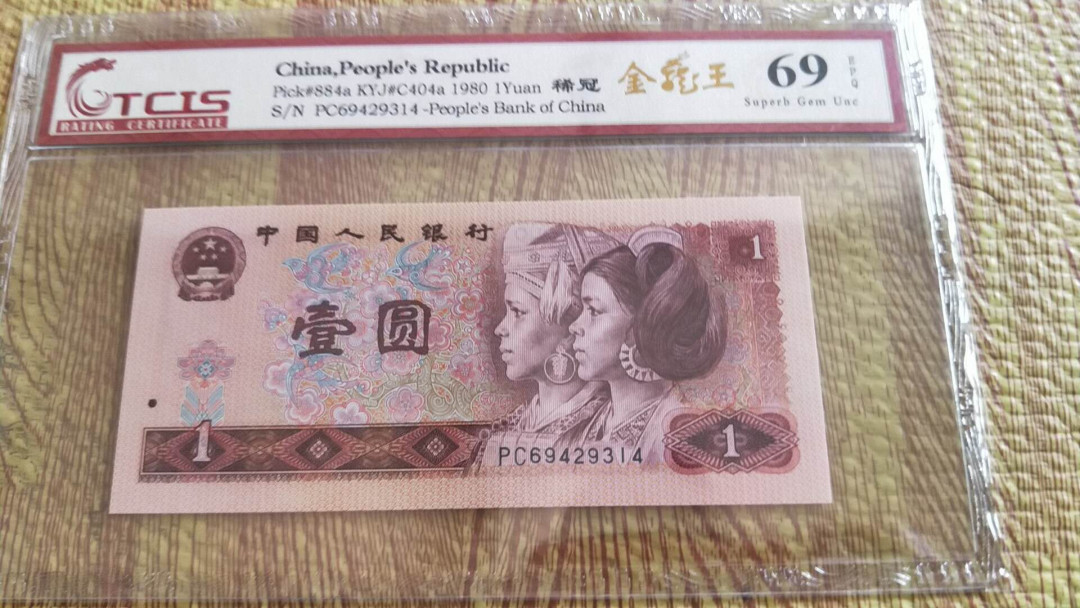 TCIS
RATING CERTIFICATE
China,People's Republic
Pick#884a KYJ#C404a 1980 1Yuan 稀冠
S/N PC69429314-People's Bank of China
金龍王
69
EPQ
Superb Gem Unc
中国人民银行
1
壹圆
1
PC69429314
1